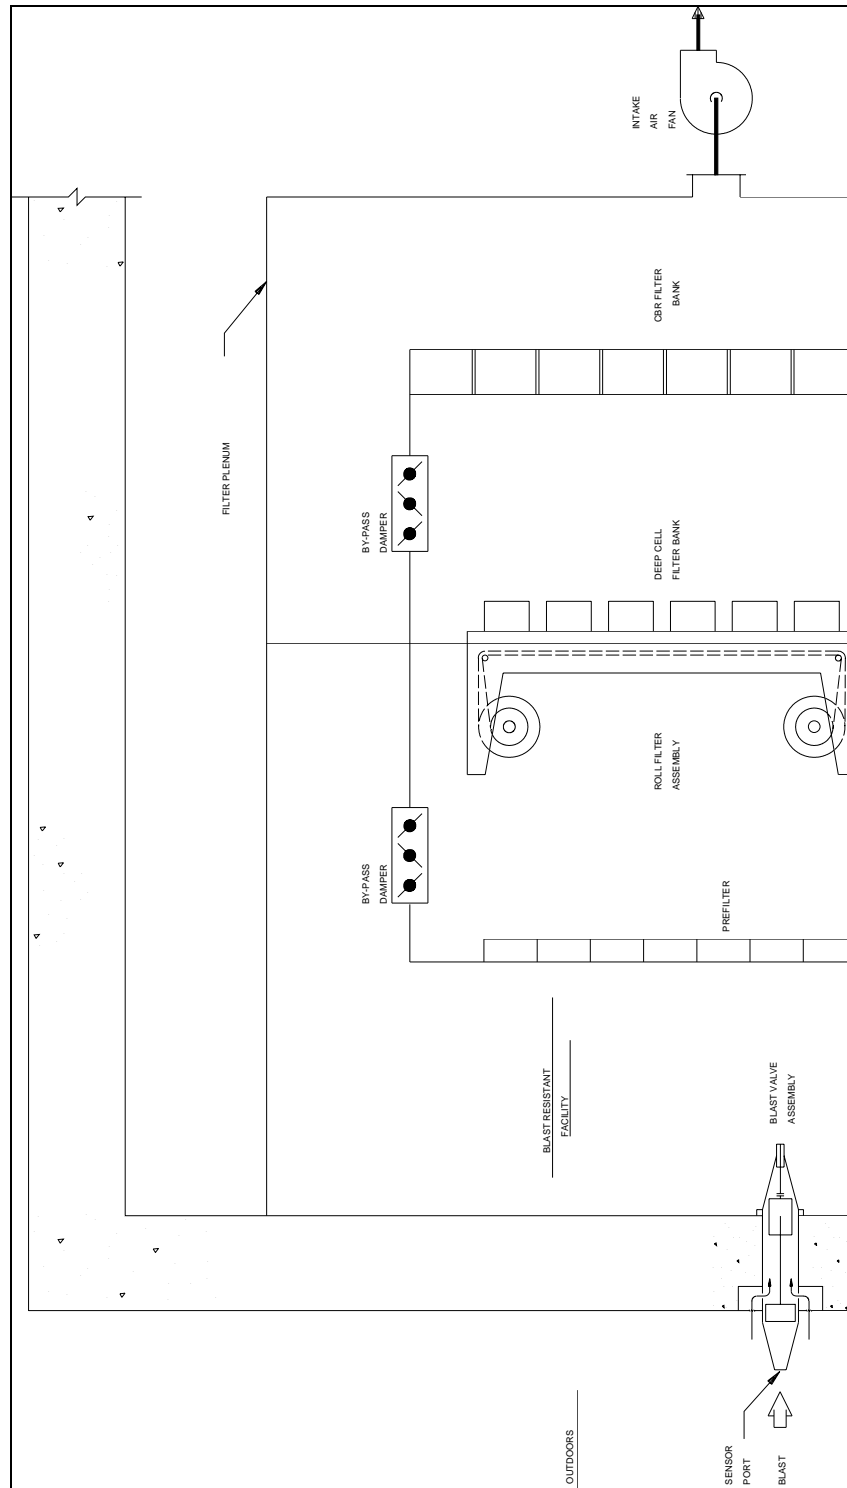 INTAKE
AIR
FAN
CBR FILTER
BANK
FILTER PLENUM
BY-PASS
DAMPER
DEEP CELL
FILTER BANK
ROLL FILTER
ASSEMBLY
BY-PASS
DAMPER
PREFILTER
BLAST RESISTANT
FACILITY
BLAST VALVE
ASSEMBLY
OUTDOORS
SENSOR
PORT
BLAST